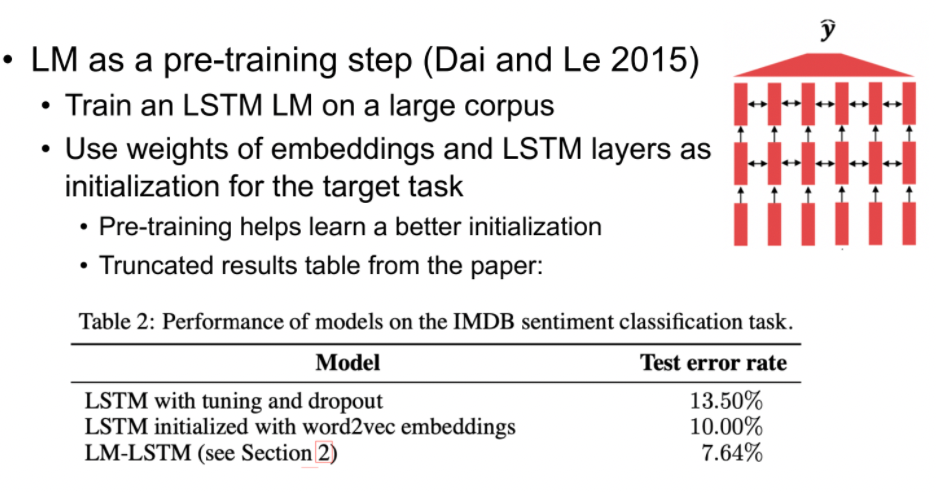 ŷ
• LM as a pre-training step (Dai and Le 2015)
• Train an LSTM LM on a large corpus
• Use weights of embeddings and LSTM layers as
initialization for the target task
• Pre-training helps learn a better initialization
• Truncated results table from the paper:
Table 2: Performance of models on the IMDB sentiment classification task.
Model Test error rate
LSTM with tuning and dropout 13.50%
LSTM initialized with word2vec embeddings 10.00%
LM-LSTM (see Section 2) 7.64%